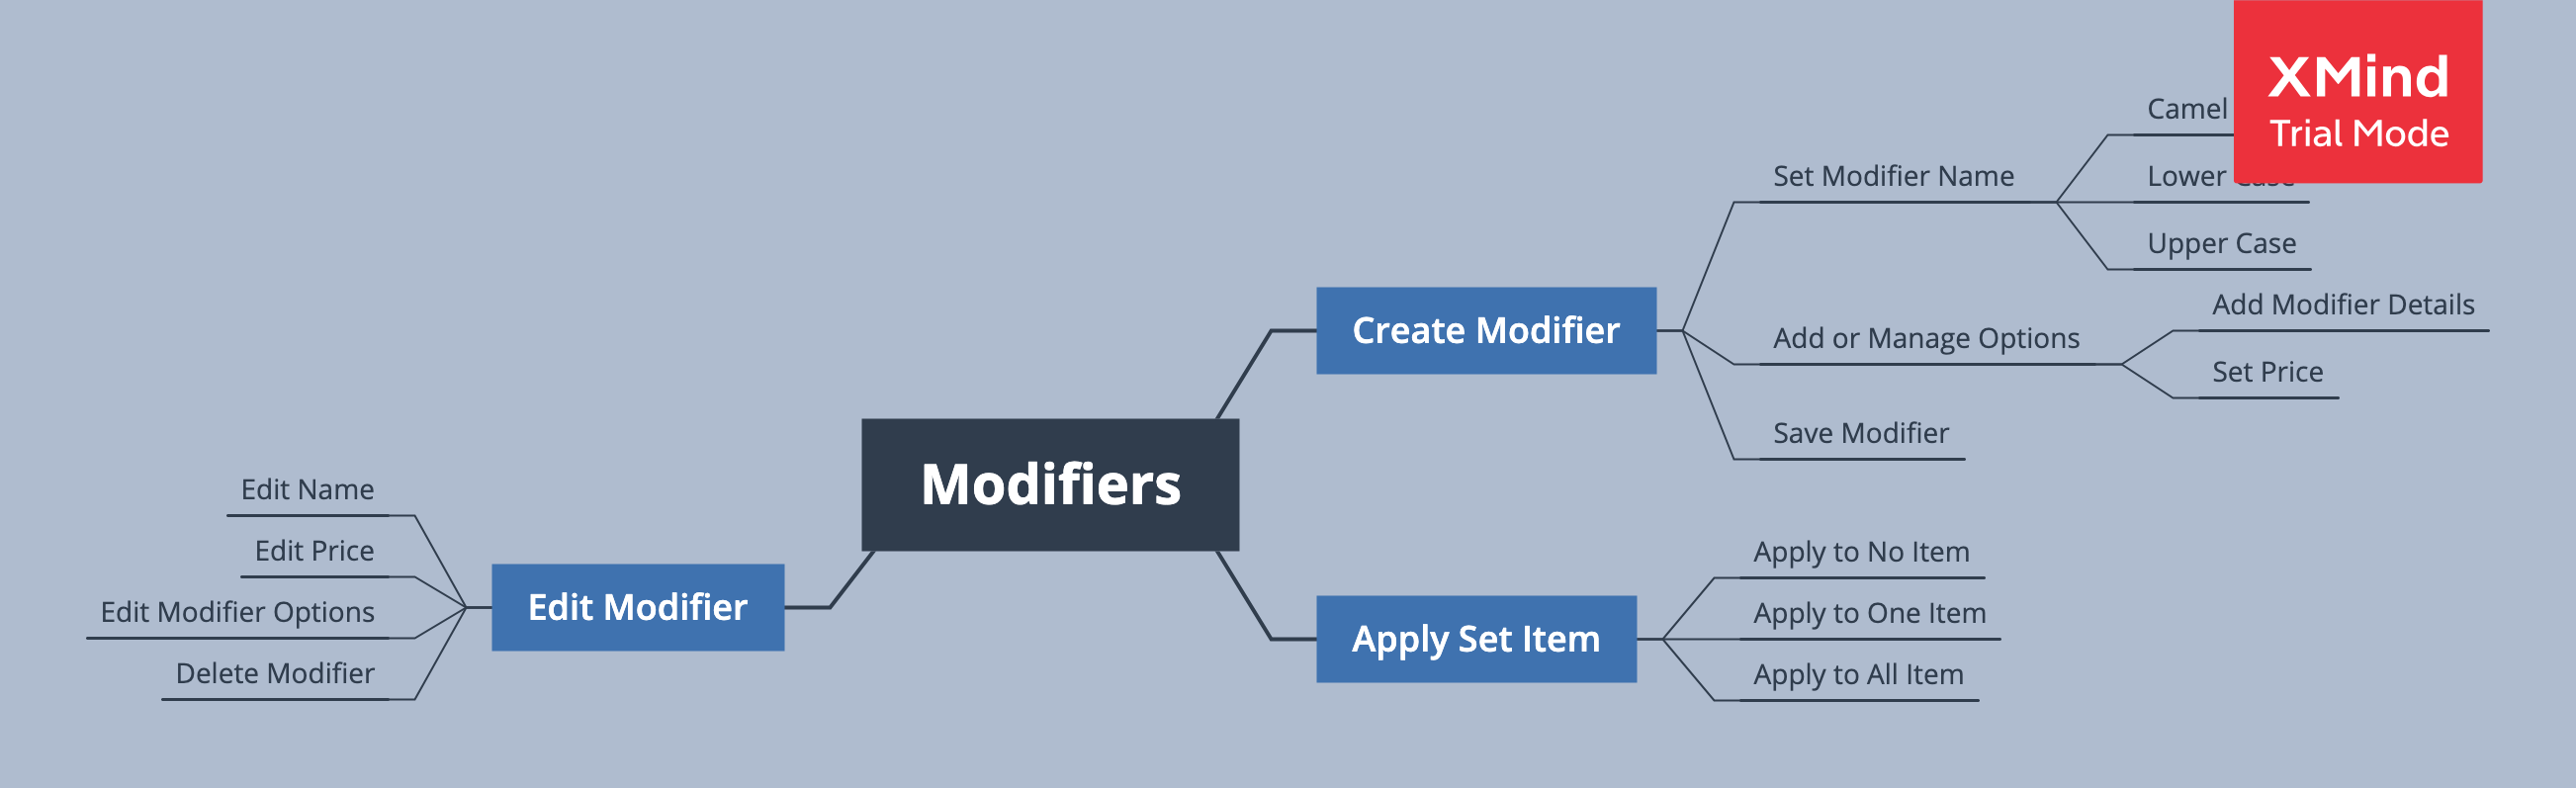 XMind
Trial Mode
Camel
Set Modifier Name
Lower Case
Upper Case
Create Modifier
Add or Manage Options
Add Modifier Details
Set Price
Save Modifier
Modifiers
Edit Name
Edit Price
Edit Modifier Options
Delete Modifier
Edit Modifier
Apply Set Item
Apply to No Item
Apply to One Item
Apply to All Item